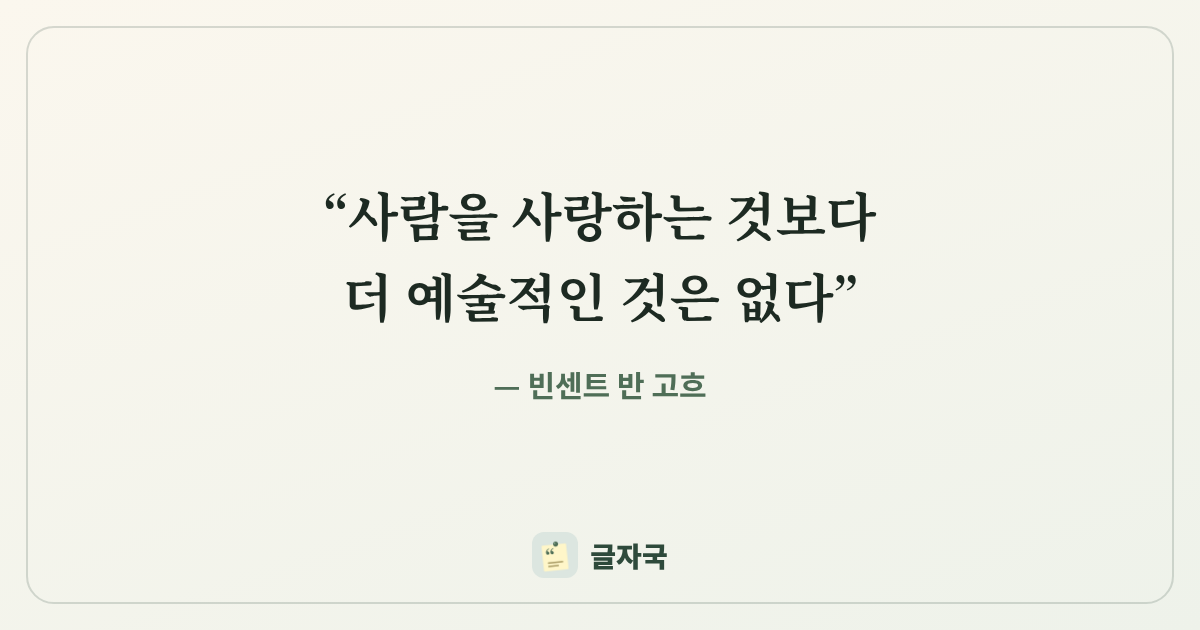 “사람을 사랑하는 것보다
더 예술적인 것은 없다”
— 빈센트 반 고흐
글자국